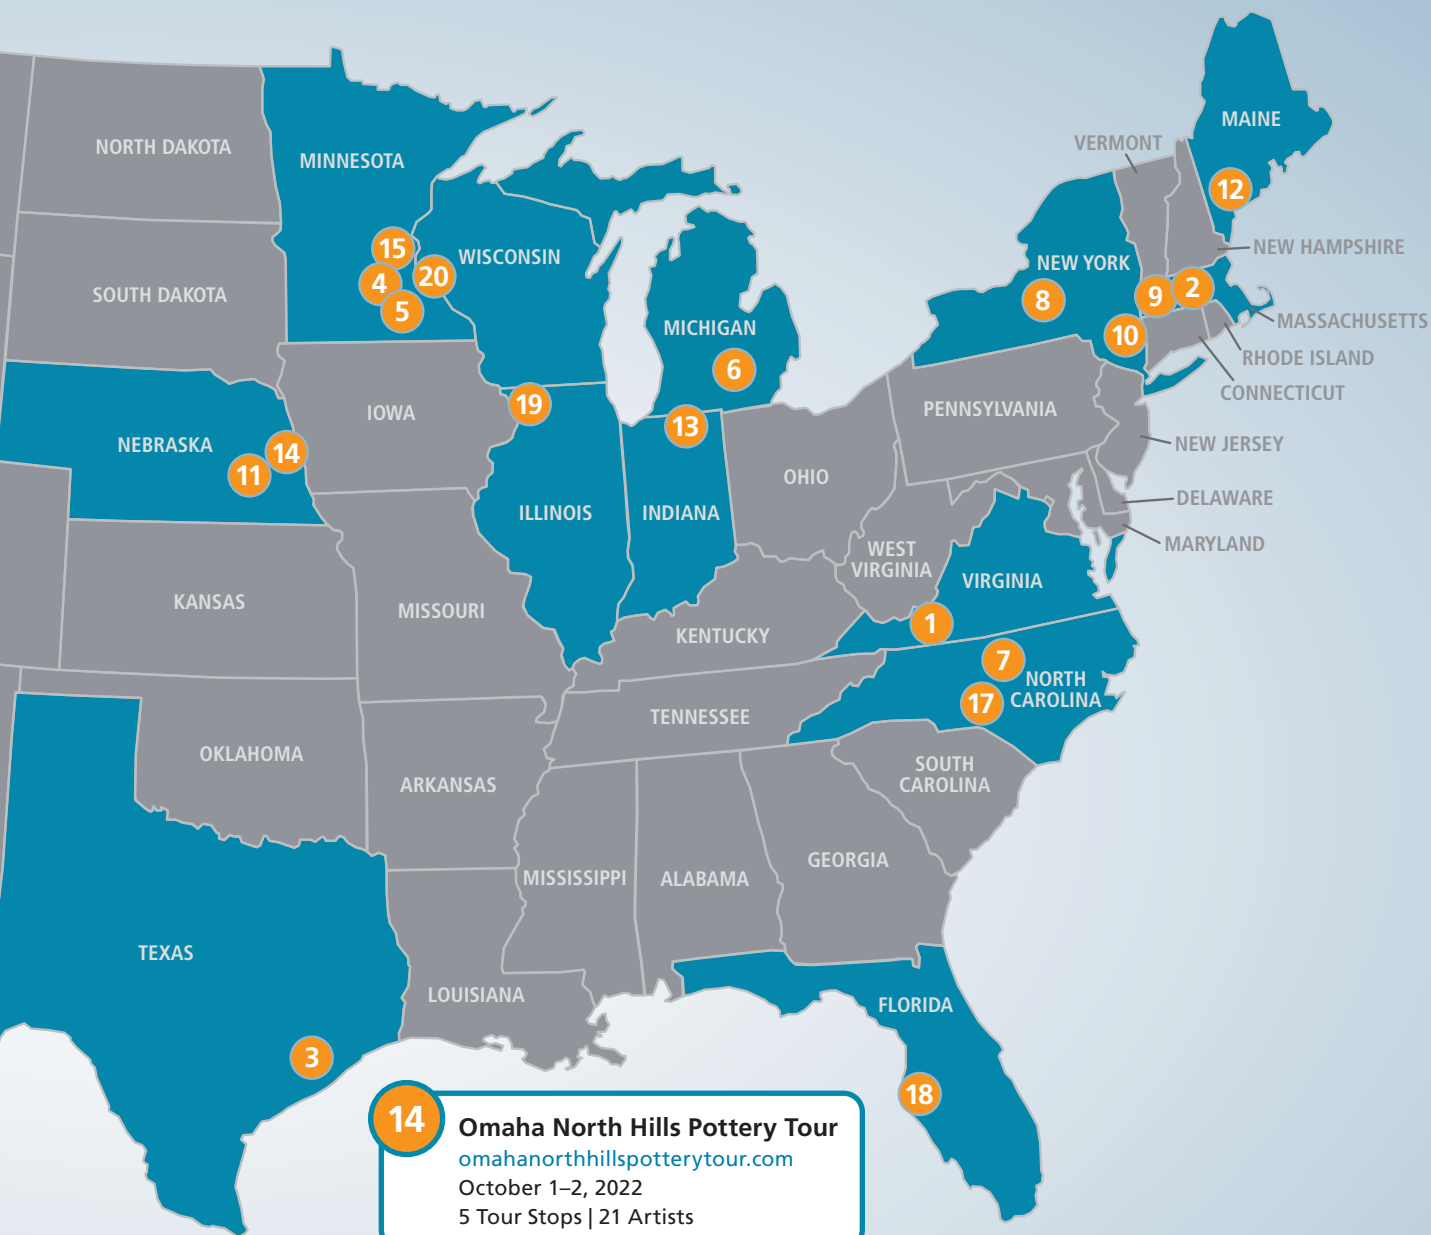 MAINE
VERMONT
NORTH DAKOTA
MINNESOTA
12
15
WISCONSIN
NEW YORK
NEW HAMPSHIRE
4
20
5
SOUTH DAKOTA
8
9
2
MASSACHUSETTS
MICHIGAN
10
RHODE ISLAND
6
CONNECTICUT
19
IOWA
PENNSYLVANIA
13
NEBRASKA
14
11
NEW JERSEY
OHIO
DELAWARE
ILLINOIS
INDIANA
MARYLAND
WEST
VIRGINIA
VIRGINIA
KANSAS
MISSOURI
1
KENTUCKY
7
NORTH
CAROLINA
17
TENNESSEE
OKLAHOMA
ARKANSAS
SOUTH
CAROLINA
GEORGIA
MISSISSIPPI
ALABAMA
TEXAS
LOUISIANA
FLORIDA
3
18
14
Omaha North Hills Pottery Tour
omahanorthhillspotterytour.com
October 1–2, 2022
5 Tour Stops | 21 Artists